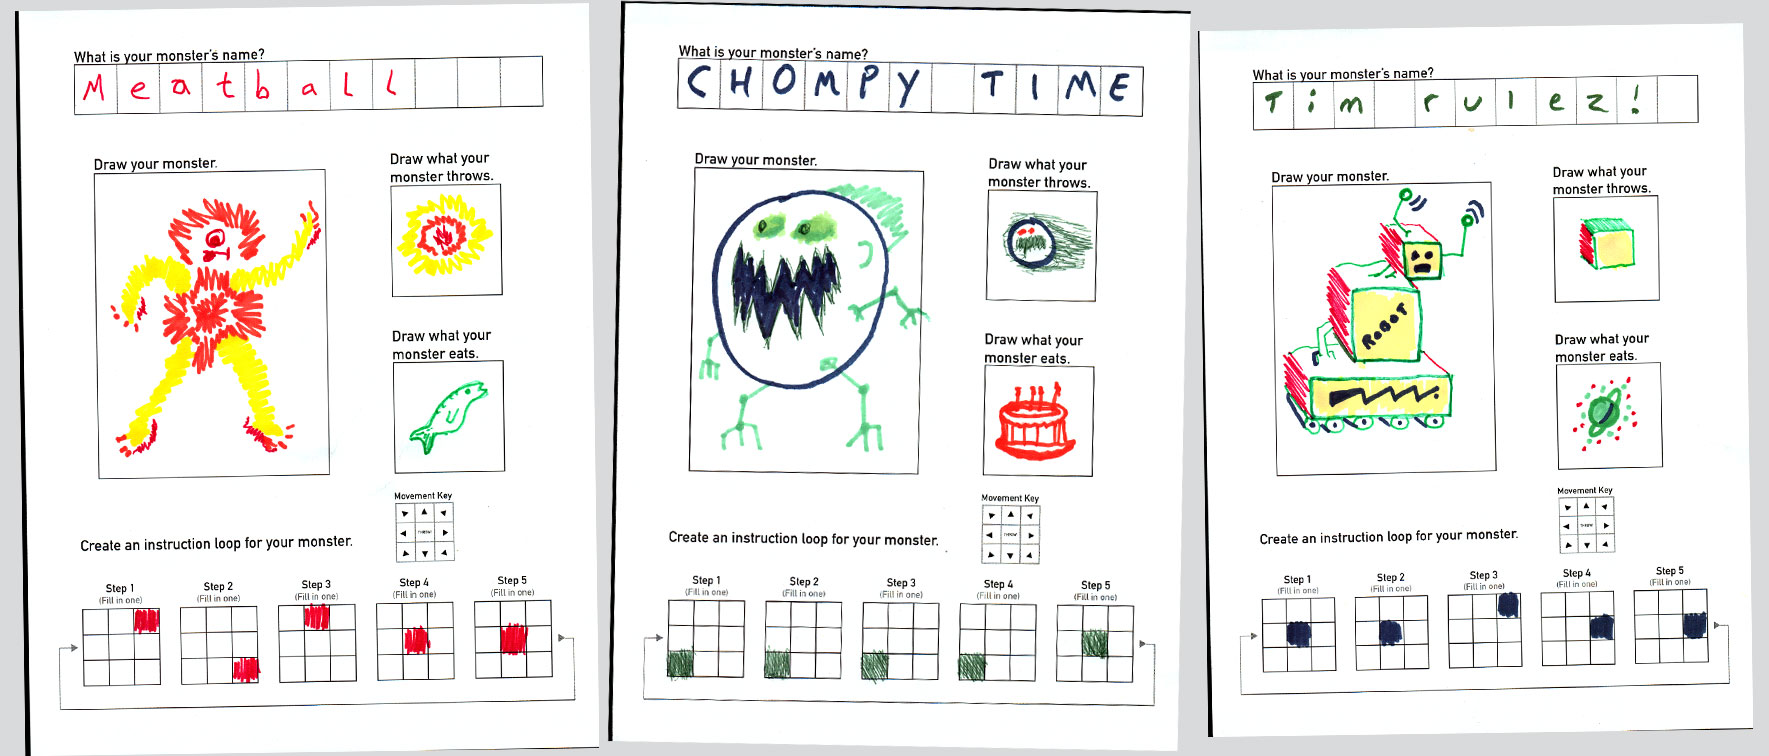 What is your monster's name?
Meatball
Draw your monster.
Draw what your
monster throws.
Draw what your
monster eats.
Movement Key
THROW
Create an instruction loop for your monster.
Step 1
(Fill in one)
Step 2
(Fill in one)
Step 3
(Fill in one)
Step 4
(Fill in one)
Step 5
(Fill in one)
What is your monster's name?
CHOMPY TIME
Draw your monster.
Draw what your
monster throws.
Draw what your
monster eats.
Movement Key
THROW
Create an instruction loop for your monster.
Step 1
(Fill in one)
Step 2
(Fill in one)
Step 3
(Fill in one)
Step 4
(Fill in one)
Step 5
(Fill in one)
What is your monster's name?
Tim rulez!
Draw your monster.
ROBOT
Draw what your
monster throws.
Draw what your
monster eats.
Movement Key
THROW
Create an instruction loop for your monster.
Step 1
(Fill in one)
Step 2
(Fill in one)
Step 3
(Fill in one)
Step 4
(Fill in one)
Step 5
(Fill in one)